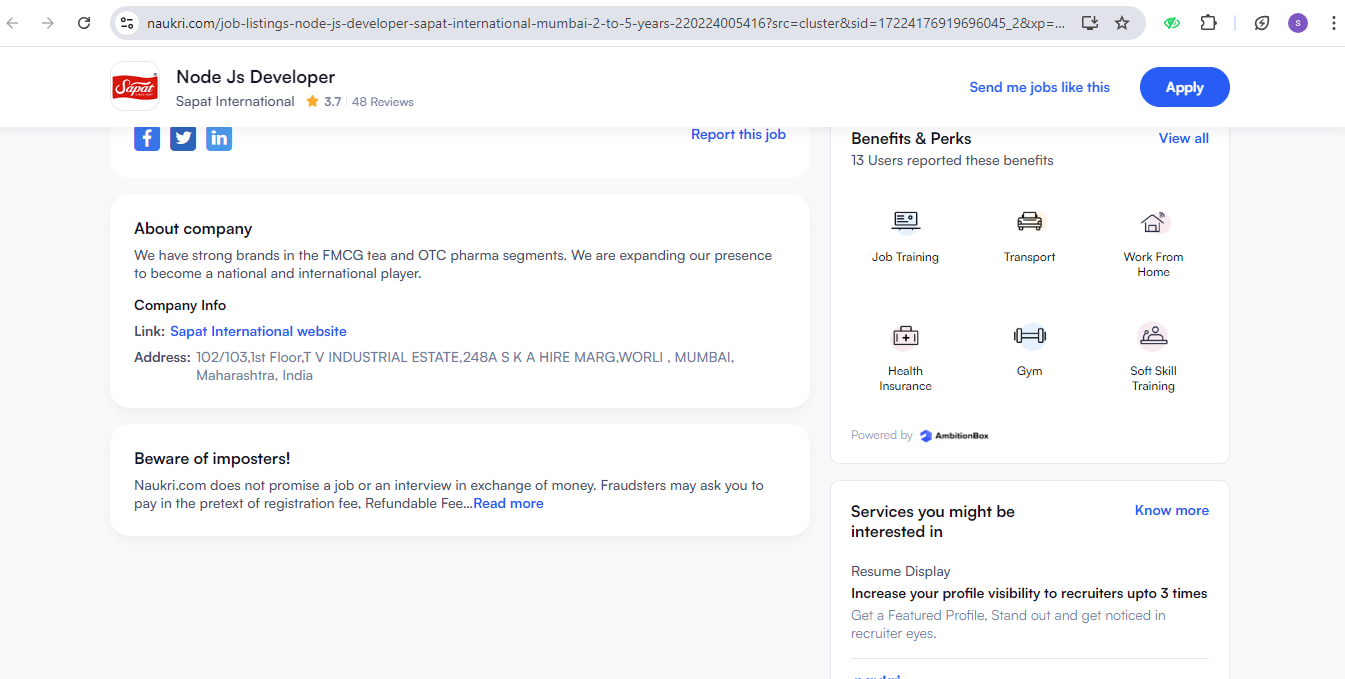 naukri.com/job-listings-node-js-developer-sapat-international-mumbai-2-to-5-years-220224005416?src=cluster&sid=17224176919696045_2&xp=...
S
Sapat
Node Js Developer
Sapat International 3.7 48 Reviews
Send me jobs like this
Apply
Report this job
About company
We have strong brands in the FMCG tea and OTC pharma segments. We are expanding our presence
to become a national and international player.
Company Info
Link: Sapat International website
Address: 102/103,1st Floor,T V INDUSTRIAL ESTATE,248A S K A HIRE MARG,WORLI , MUMBAI,
Maharashtra, India
Beware of imposters!
Naukri.com does not promise a job or an interview in exchange of money. Fraudsters may ask you to
pay in the pretext of registration fee, Refundable Fee...Read more
Benefits & Perks
View all
13 Users reported these benefits
Job Training
Transport
Work From
Home
Health
Insurance
Gym
Soft Skill
Training
Powered by AmbitionBox
Services you might be
interested in
Know more
Resume Display
Increase your profile visibility to recruiters upto 3 times
Get a Featured Profile, Stand out and get noticed in
recruiter eyes.